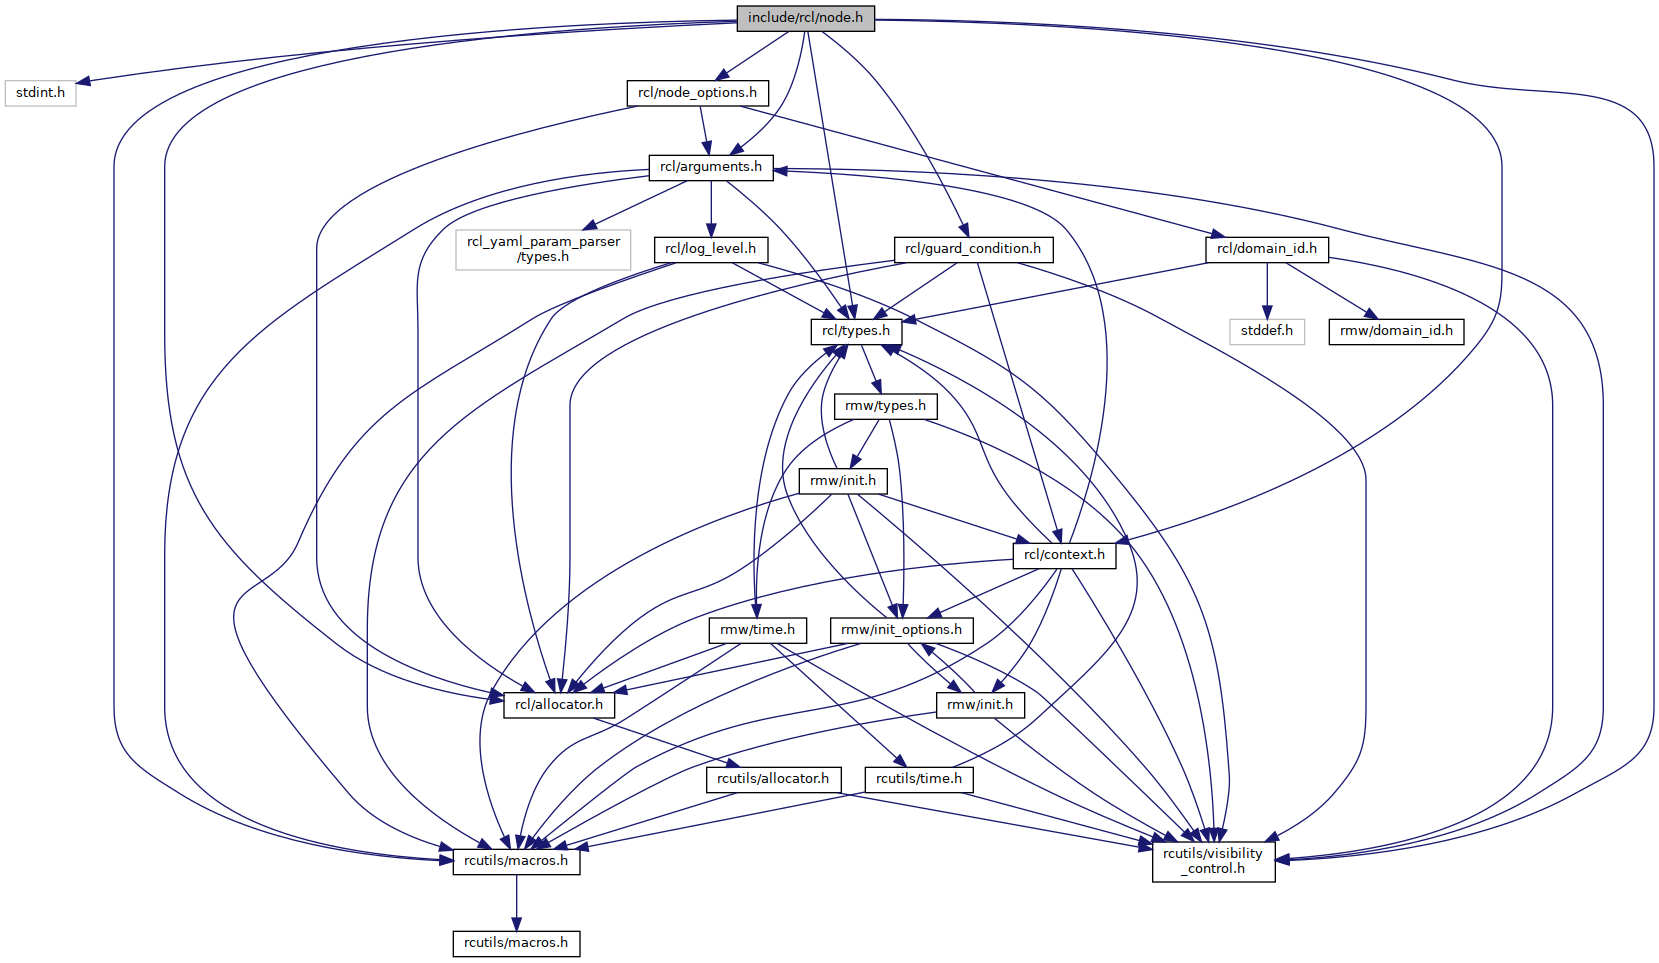 include/rcl/node.h
stdint.h
rcl/node_options.h
rcl/arguments.h
rcl_yaml_param_parser
/types.h
rcl/log_level.h
rcl/guard_condition.h
rcl/domain_id.h
rcl/types.h
stddef.h
rmw/domain_id.h
rmw/types.h
rmw/init.h
rcl/context.h
rmw/time.h
rmw/init_options.h
rcl/allocator.h
rmw/init.h
rcutils/allocator.h
rcutils/time.h
rcutils/macros.h
rcutils/visibility
_control.h
rcutils/macros.h